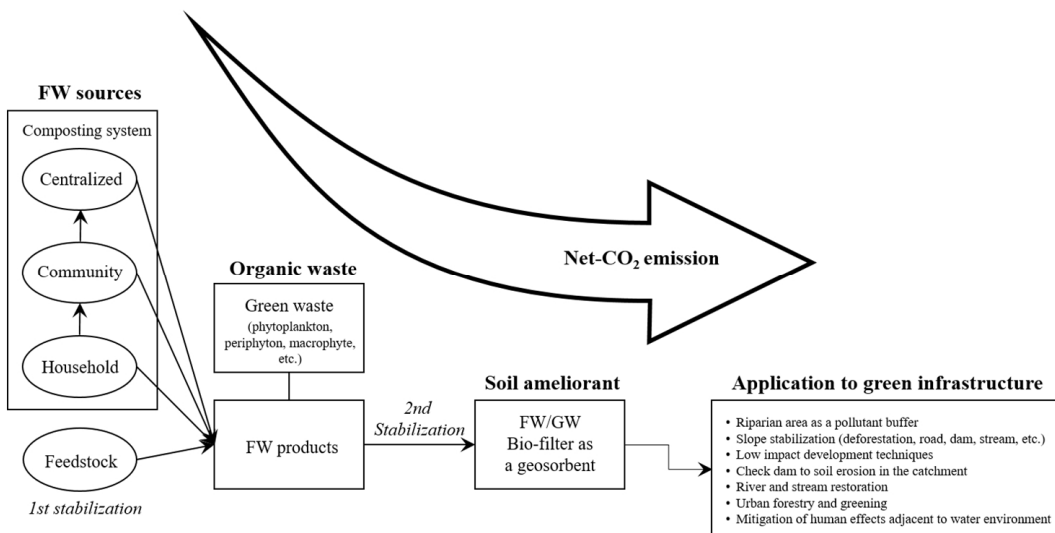 FW sources
Composting system
Centralized
Community
Household
Feedstock
1st stabilization
Organic waste
Green waste
(phytoplankton,
periphyton, macrophyte,
etc.)
FW products
2nd
Stabilization
Net-CO₂ emission
Soil ameliorant
FW/GW
Bio-filter as
a geosorbent
Application to green infrastructure
• Riparian area as a pollutant buffer
• Slope stabilization (deforestation, road, dam, stream, etc.)
• Low impact development techniques
• Check dam to soil erosion in the catchment
• River and stream restoration
• Urban forestry and greening
• Mitigation of human effects adjacent to water environment